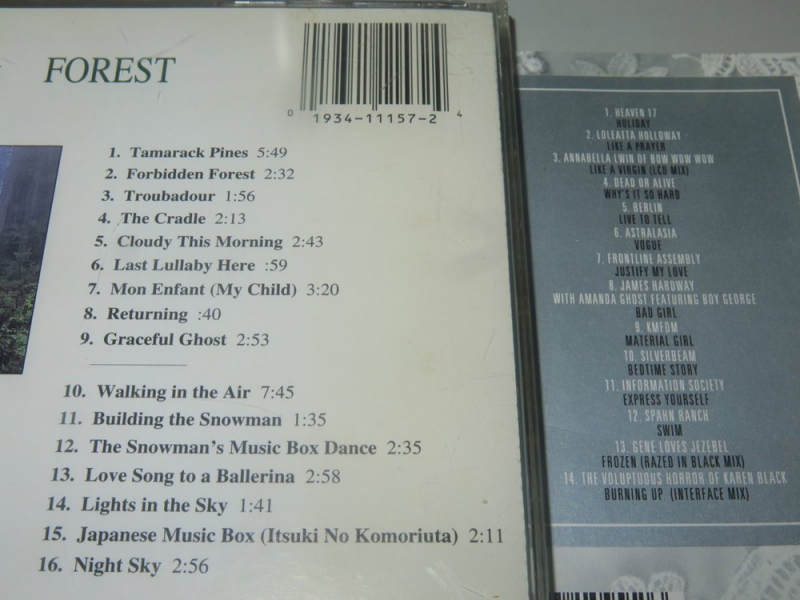 FOREST
0 1934-11157-2 4
1. Tamarack Pines 5:49
2. Forbidden Forest 2:32
3. Troubadour 1:56
4. The Cradle 2:13
5. Cloudy This Morning 2:43
6. Last Lullaby Here :59
7. Mon Enfant (My Child) 3:20
8. Returning :40
9. Graceful Ghost 2:53
10. Walking in the Air 7:45
11. Building the Snowman 1:35
12. The Snowman's Music Box Dance 2:35
13. Love Song to a Ballerina 2:58
14. Lights in the Sky 1:41
15. Japanese Music Box (Itsuki No Komoriuta) 2:11
16. Night Sky 2:56
1. HEAVEN 17
HOLIDAY
2. LOLEATTA HOLLOWAY
LIKE A PRAYER
3. ANNABELLA LWIN OF BOW WOW WOW
LIKE A VIRGIN (LCD MIX)
4. DEAD OR ALIVE
WHY'S IT SO HARD
5. BERLIN
LIVE TO TELL
6. ASTRALASIA
VOGUE
7. FRONTLINE ASSEMBLY
JUSTIFY MY LOVE
8. JAMES HARDWAY
WITH AMANDA GHOST FEATURING BOY GEORGE
BAD GIRL
9. KMFDM
MATERIAL GIRL
10. SILVERBEAM
BEDTIME STORY
11. INFORMATION SOCIETY
EXPRESS YOURSELF
12. SPAHN RANCH
SWIM
13. GENE LOVES JEZEBEL
FROZEN (RAZED IN BLACK MIX)
14. THE VOLUPTUOUS HORROR OF KAREN BLACK
BURNING UP (INTERFACE MIX)